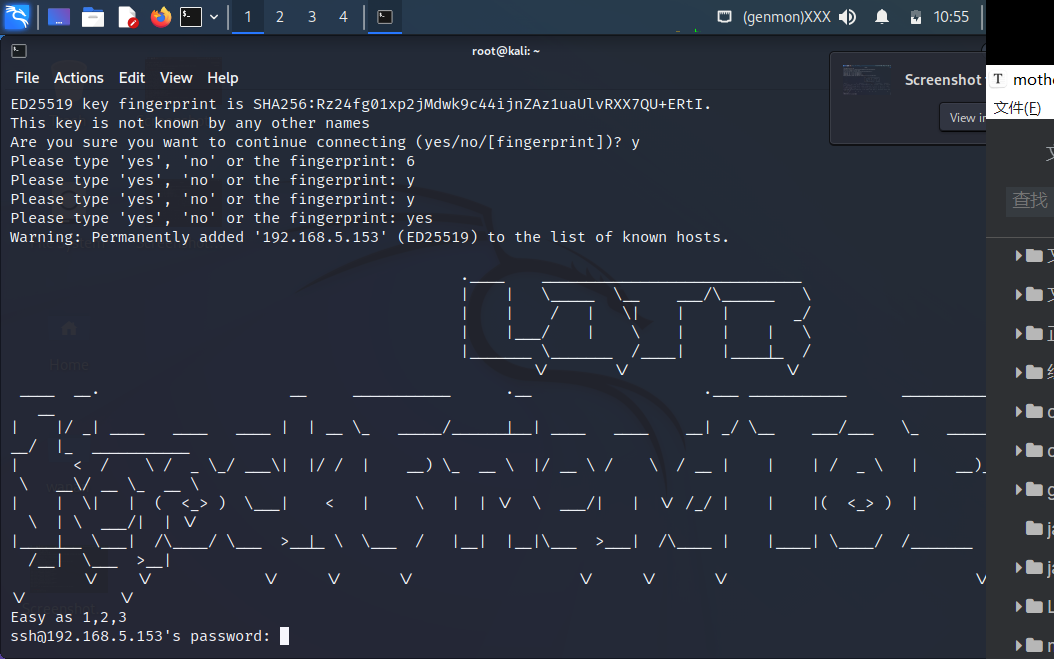 1 2 3 4 (genmon)XXX 10:55
root@kali: ~
File Actions Edit View Help
Screenshot
View in
ED25519 key fingerprint is SHA256:Rz24fg01xp2jMdwk9c44ijnZAz1uaUlvRXX7QU+ERtI.
This key is not known by any other names
Are you sure you want to continue connecting (yes/no/[fingerprint])? y
Please type 'yes', 'no' or the fingerprint: 6
Please type 'yes', 'no' or the fingerprint: y
Please type 'yes', 'no' or the fingerprint: y
Please type 'yes', 'no' or the fingerprint: yes
Warning: Permanently added '192.168.5.153' (ED25519) to the list of known hosts.
LOTR
Easy as 1,2,3
ssh@192.168.5.153's password:
Home
T mothe
文件(F)
查找